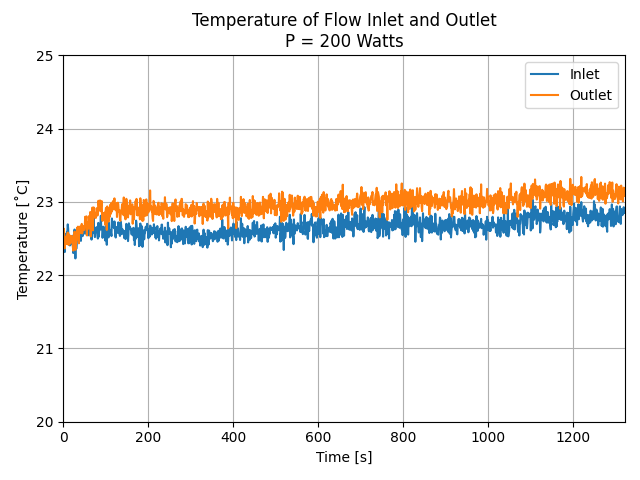 Temperature of Flow Inlet and Outlet
P = 200 Watts
25
24
23
22
21
20
Temperature [˚C]
0 200 400 600 800 1000 1200
Time [s]
Inlet
Outlet